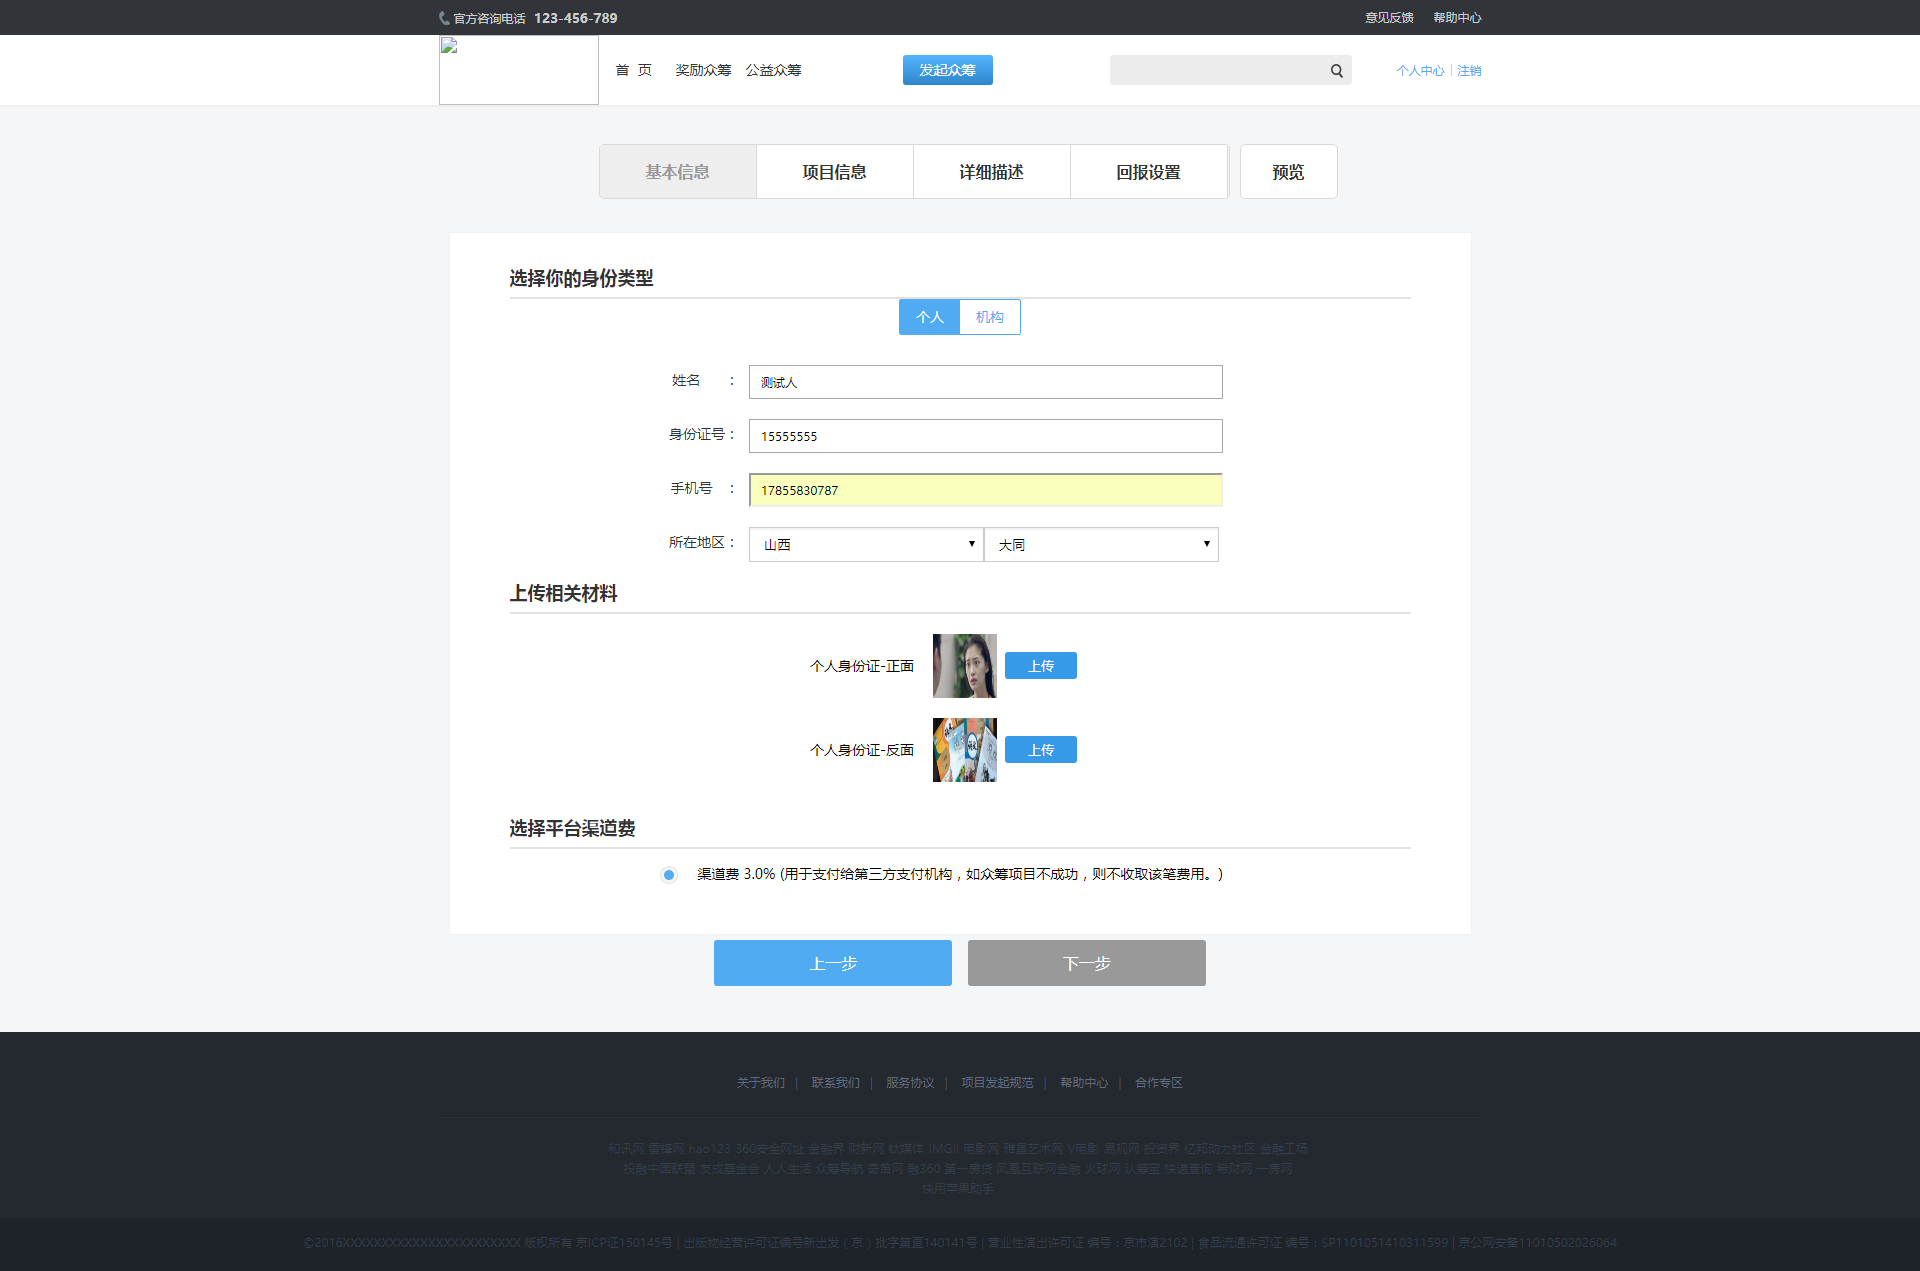 官方咨询电话 123-456-789
意见反馈 帮助中心
首 页 奖励众筹 公益众筹 发起众筹 个人中心 | 注销
基本信息 项目信息 详细描述 回报设置 预览
选择你的身份类型
个人 机构
姓名 : 测试人
身份证号: 15555555
手机号 : 17855830787
所在地区: 山西 大同
上传相关材料
个人身份证-正面 上传
个人身份证-反面 上传
选择平台渠道费
渠道费 3.0% (用于支付给第三方支付机构，如众筹项目不成功，则不收取该笔费用。)
上一步 下一步
关于我们 | 联系我们 | 服务协议 | 项目发起规范 | 帮助中心 | 合作专区
和讯网 雷锋网 hao123 360安全网址 金融界 财新网 钛媒体 IMGII 电影网 雅昌艺术网 V电影 易观网 投资界 亿邦动力社区 金融工场
投融中国联盟 友成基金会 人人生活 众筹导航 奇笛网 融360 第一房贷 凤凰互联网金融 火球网 认筹宝 快递查询 希财网 一房网
快用苹果助手
©2016XXXXXXXXXXXXXXXXXXXXXXX 版权所有 京ICP证150145号 | 出版物经营许可证编号新出发（京）批字第直140141号 | 营业性演出许可证 编号：京市演2102 | 食品流通许可证 编号：SP1101051410311599 | 京公网安备11010502026064